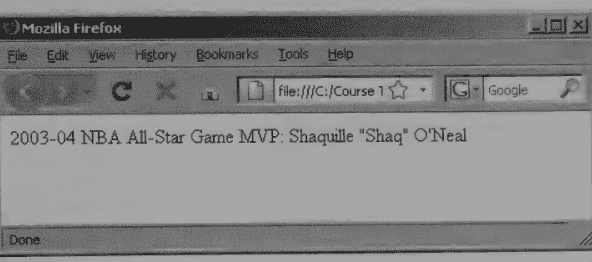 Mozilla Firefox
File Edit View History Bookmarks Tools Help
file:///C:/Course 1 G Google
2003-04 NBA All-Star Game MVP: Shaquille "Shaq" O'Neal
Done